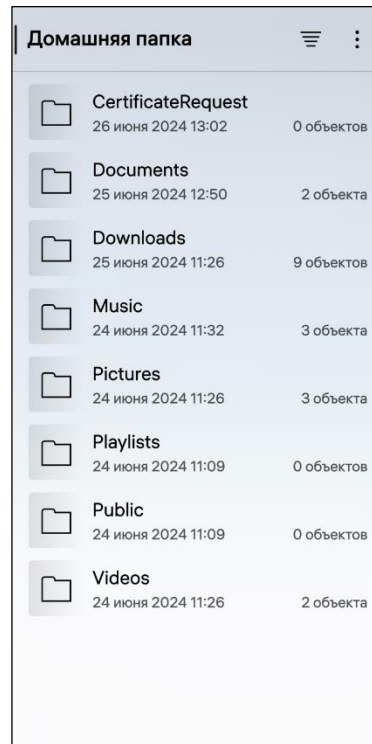 Домашняя папка
CertificateRequest
26 июня 2024 13:02 0 объектов
Documents
25 июня 2024 12:50 2 объекта
Downloads
25 июня 2024 11:26 9 объектов
Music
24 июня 2024 11:32 3 объекта
Pictures
24 июня 2024 11:26 3 объекта
Playlists
24 июня 2024 11:09 0 объектов
Public
24 июня 2024 11:09 0 объектов
Videos
24 июня 2024 11:26 2 объекта